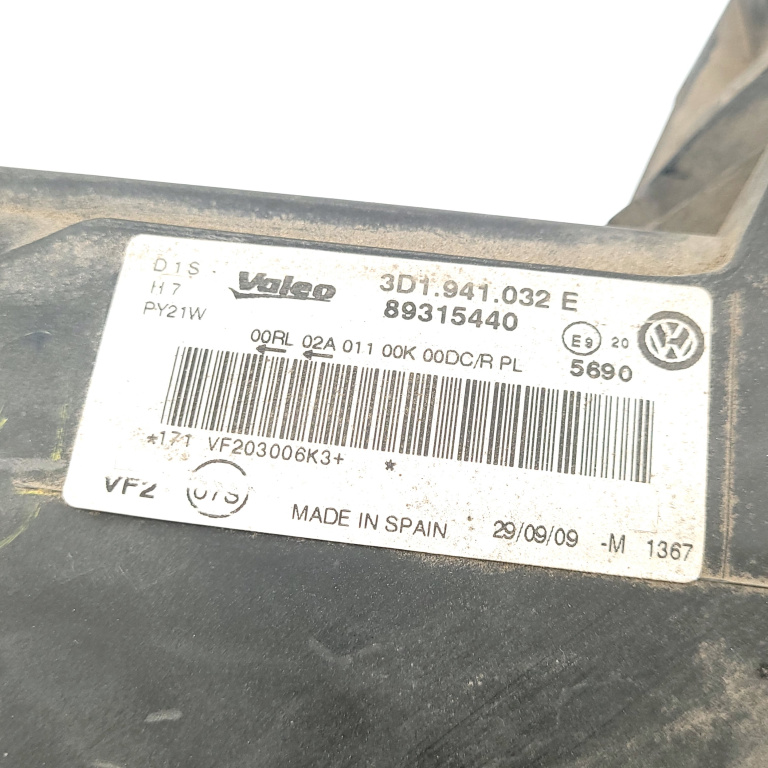 D1S
H7
PY21W
Valeo
3D1.941.032 E
89315440
E9 20
5690
00RL 02A 011 00K 00DC/R PL
*171 VF203006K3+ *
VF2 07S
MADE IN SPAIN 29/09/09 -M 1367